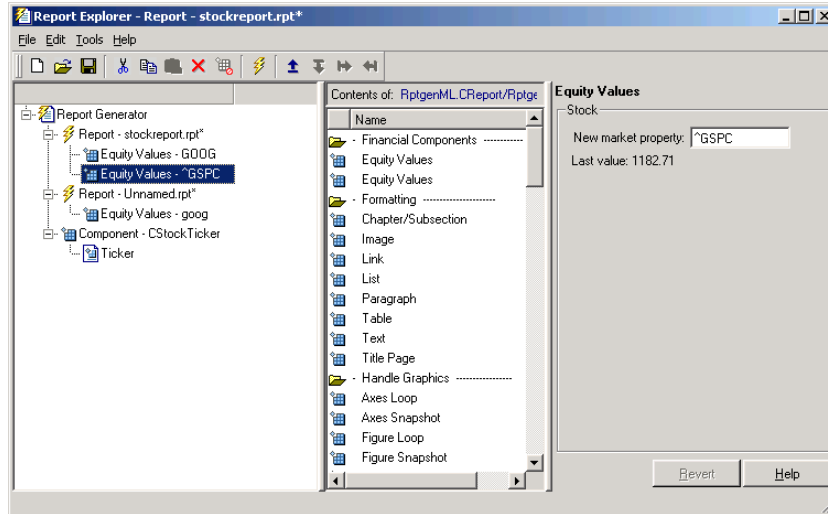 Report Explorer - Report - stockreport.rpt*
File Edit Tools Help
Report Generator
Report - stockreport.rpt*
Equity Values - GOOG
Equity Values - ^GSPC
Report - Unnamed.rpt*
Equity Values - goog
Component - CStockTicker
Ticker
Contents of: RptgenML.CReport/Rptge
Name
- Financial Components ------------
Equity Values
Equity Values
- Formatting ---------------------
Chapter/Subsection
Image
Link
List
Paragraph
Table
Text
Title Page
- Handle Graphics ----------------
Axes Loop
Axes Snapshot
Figure Loop
Figure Snapshot
Equity Values
Stock
New market property: ^GSPC
Last value: 1182.71
Revert Help